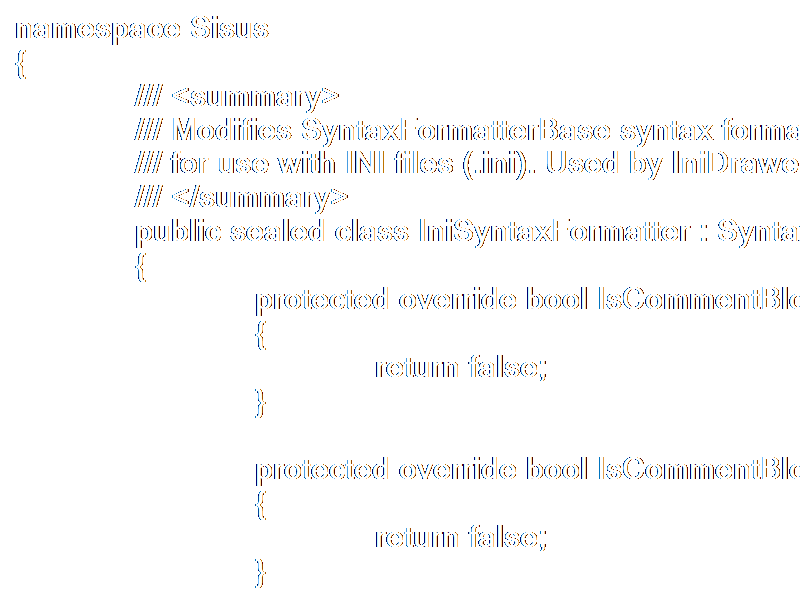 namespace Sisus
{
/// <summary>
/// Modifies SyntaxFormatterBase syntax forma
/// for use with INI files (.ini). Used by IniDrawe
/// </summary>
public sealed class IniSyntaxFormatter : Synta
{
protected override bool IsCommentBlo
{
return false;
}
protected override bool IsCommentBlo
{
return false;
}